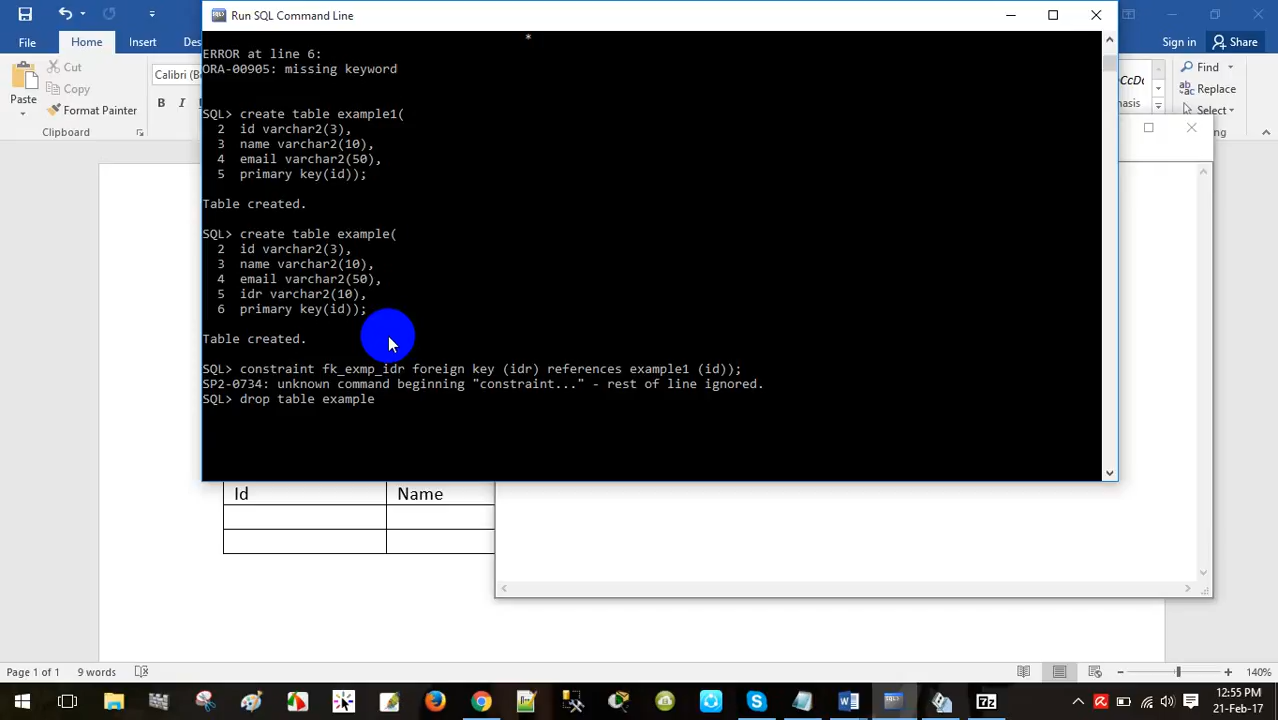 Run SQL Command Line
File
Home
Insert
Des
Sign in
Share
Paste
Cut
Copy
Format Painter
Calibri (B
B I
Clipboard
Find
Replace
Select
*
ERROR at line 6:
ORA-00905: missing keyword
SQL> create table example1(
2 id varchar2(3),
3 name varchar2(10),
4 email varchar2(50),
5 primary key(id));
Table created.
SQL> create table example(
2 id varchar2(3),
3 name varchar2(10),
4 email varchar2(50),
5 idr varchar2(10),
6 primary key(id));
Table created.
SQL> constraint fk_exmp_idr foreign key (idr) references example1 (id));
SP2-0734: unknown command beginning "constraint..." - rest of line ignored.
SQL> drop table example
Id Name
Page 1 of 1 9 words
140%
12:55 PM
21-Feb-17